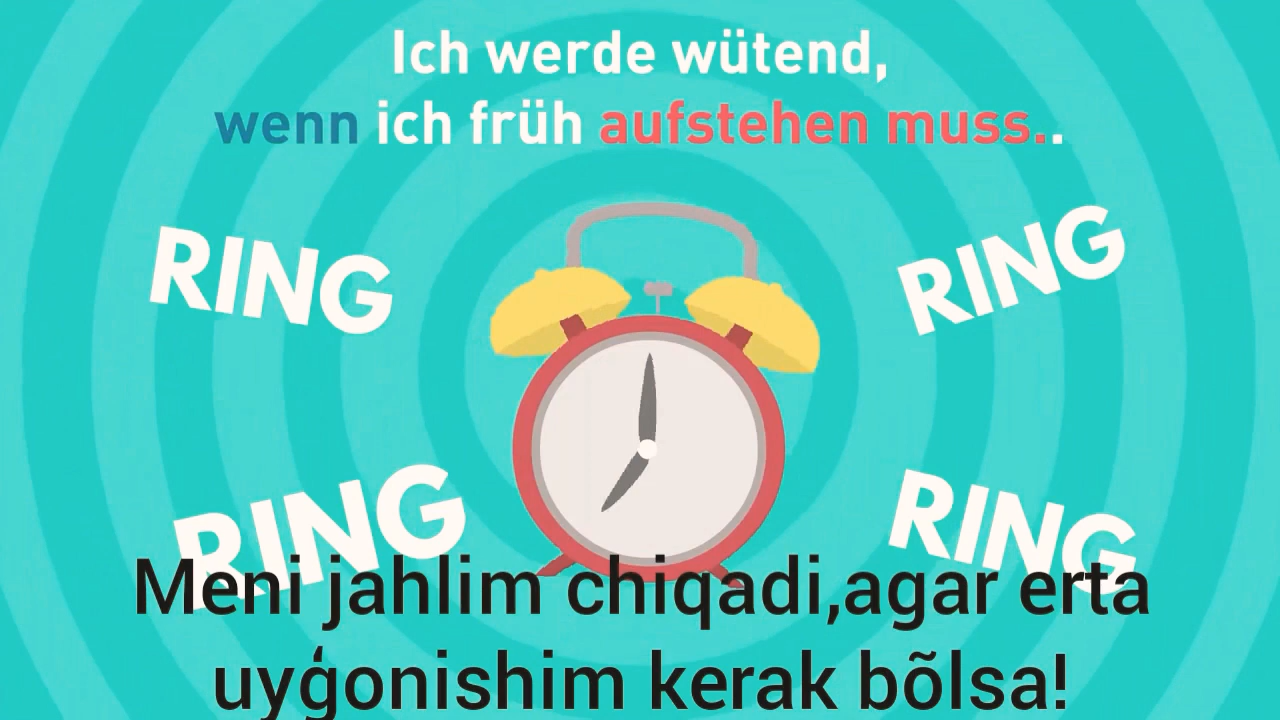 Ich werde wütend,
wenn ich früh aufstehen muss..
RING
RING
RING
RING
Meni jahlim chiqadi,agar erta
uyģonishim kerak bõlsa!